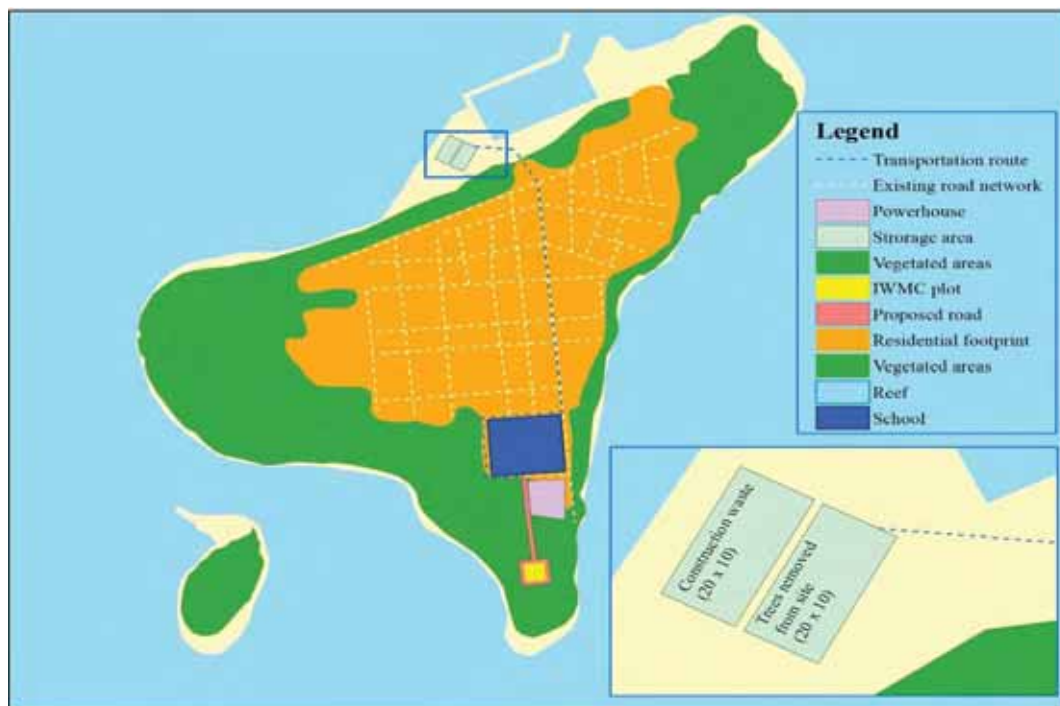 Legend
Transportation route
Existing road network
Powerhouse
Strorage area
Vegetated areas
IWMC plot
Proposed road
Residential footprint
Vegetated areas
Reef
School
Construction waste
(20 x 10)
Trees removed
from site
(20 x 10)